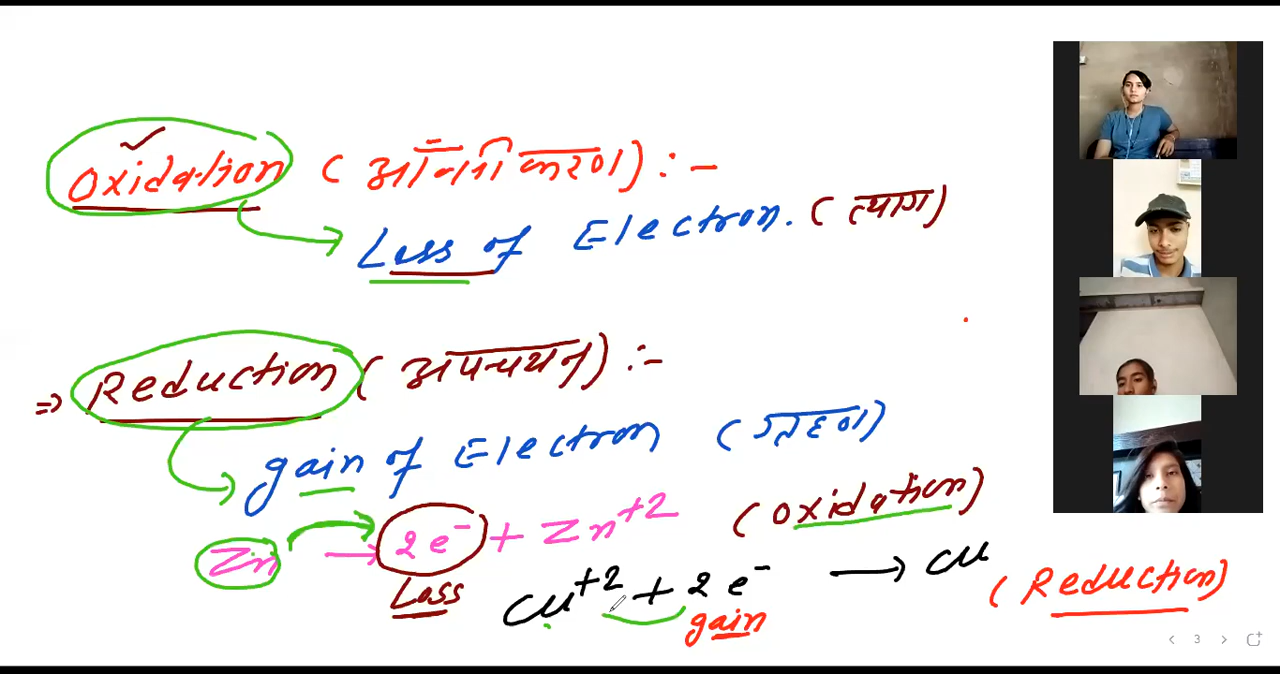 Oxidation (ऑक्सीकरण) :-
Loss of Electron. (त्याग)
⇒ Reduction (अपचयन) :-
gain of Electron (ग्रहण)
Zn → 2e⁻ + Zn⁺² (Oxidation)
Loss
Cu⁺² + 2e⁻ → Cu (Reduction)
gain
< 3 >